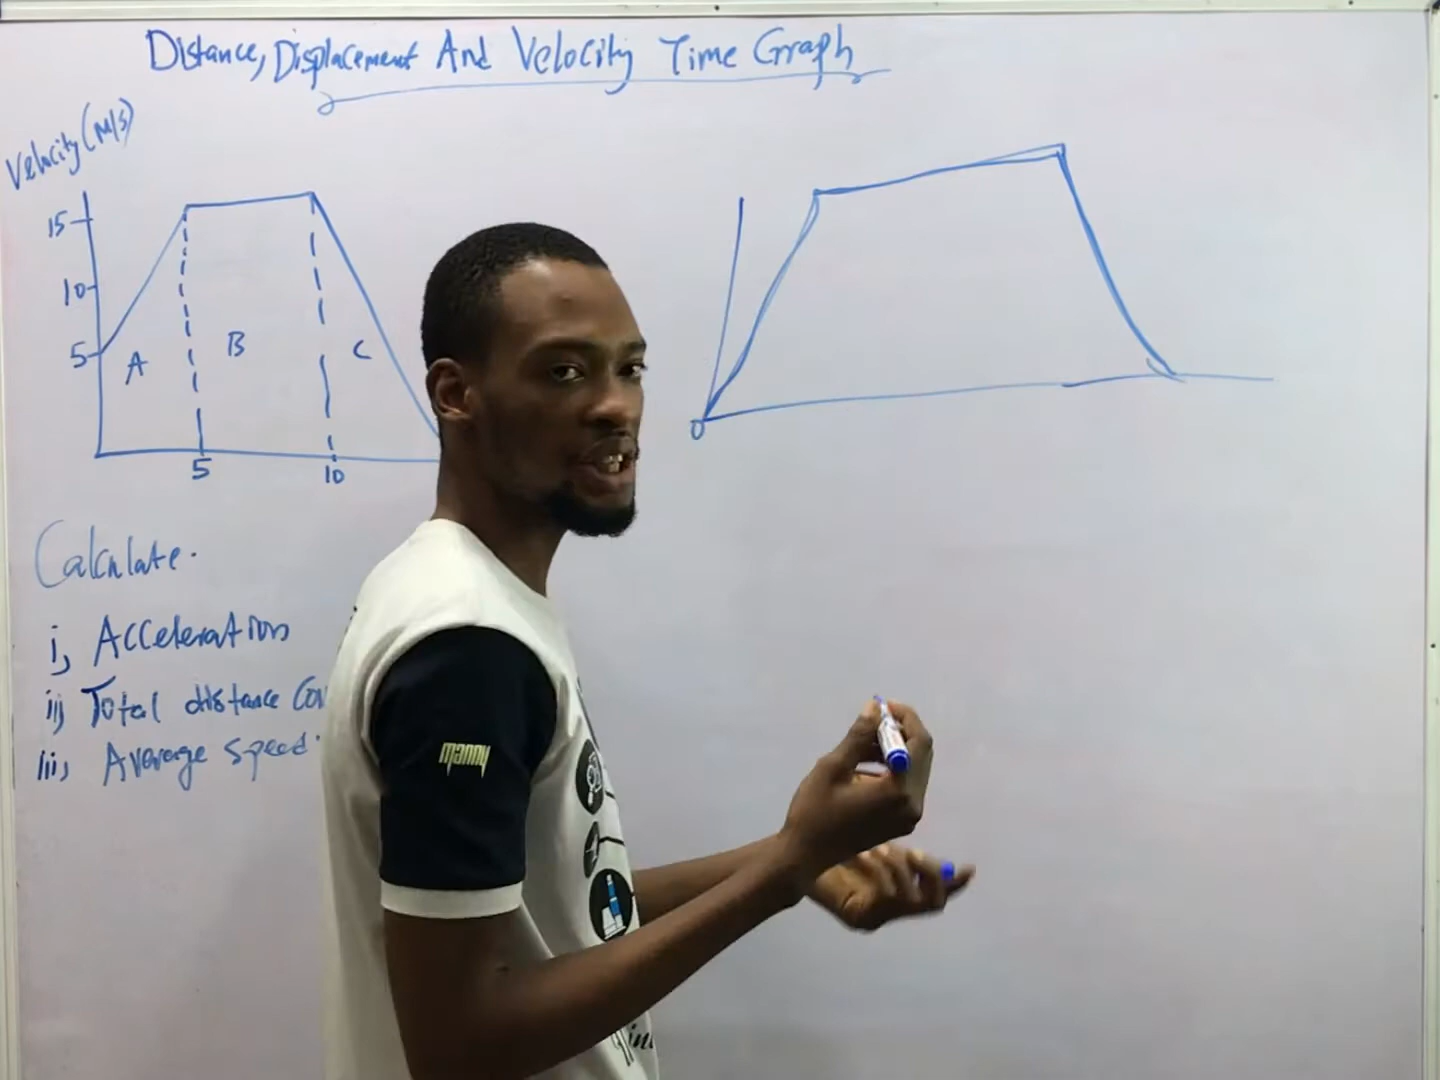 Distance, Displacement And Velocity Time Graph
Velocity (M/s)
15
10
5
A
B
C
5
10
0
Calculate.
i, Acceleration
ii, Total distance
iii, Average speed.
manny